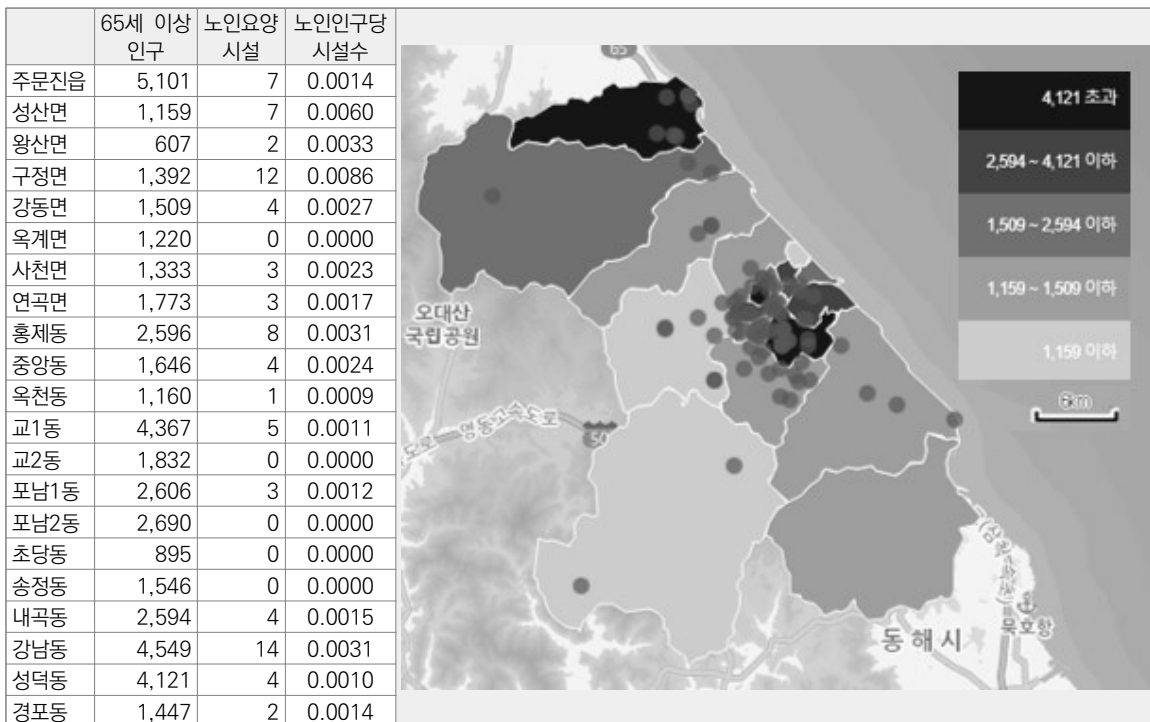 65세 이상 인구 노인요양 시설 노인인구당 시설수
주문진읍 5,101 7 0.0014
성산면 1,159 7 0.0060
왕산면 607 2 0.0033
구정면 1,392 12 0.0086
강동면 1,509 4 0.0027
옥계면 1,220 0 0.0000
사천면 1,333 3 0.0023
연곡면 1,773 3 0.0017
홍제동 2,596 8 0.0031
중앙동 1,646 4 0.0024
옥천동 1,160 1 0.0009
교1동 4,367 5 0.0011
교2동 1,832 0 0.0000
포남1동 2,606 3 0.0012
포남2동 2,690 0 0.0000
초당동 895 0 0.0000
송정동 1,546 0 0.0000
내곡동 2,594 4 0.0015
강남동 4,549 14 0.0031
성덕동 4,121 4 0.0010
경포동 1,447 2 0.0014
65
4,121 초과
2,594 ~ 4,121 이하
1,509 ~ 2,594 이하
1,159 ~ 1,509 이하
1,159 이하
6km
오대산
국립공원
영동고속도로
50
동해시
묵호항